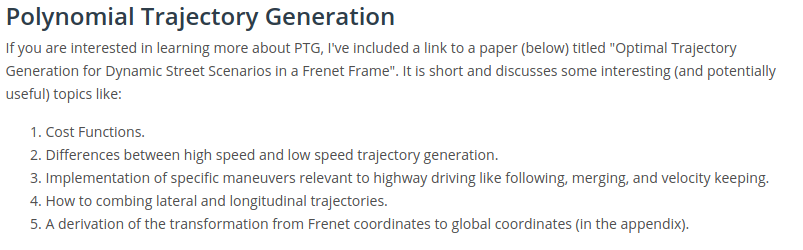 Polynomial Trajectory Generation
If you are interested in learning more about PTG, I've included a link to a paper (below) titled "Optimal Trajectory
Generation for Dynamic Street Scenarios in a Frenet Frame". It is short and discusses some interesting (and potentially
useful) topics like:
1. Cost Functions.
2. Differences between high speed and low speed trajectory generation.
3. Implementation of specific maneuvers relevant to highway driving like following, merging, and velocity keeping.
4. How to combing lateral and longitudinal trajectories.
5. A derivation of the transformation from Frenet coordinates to global coordinates (in the appendix).